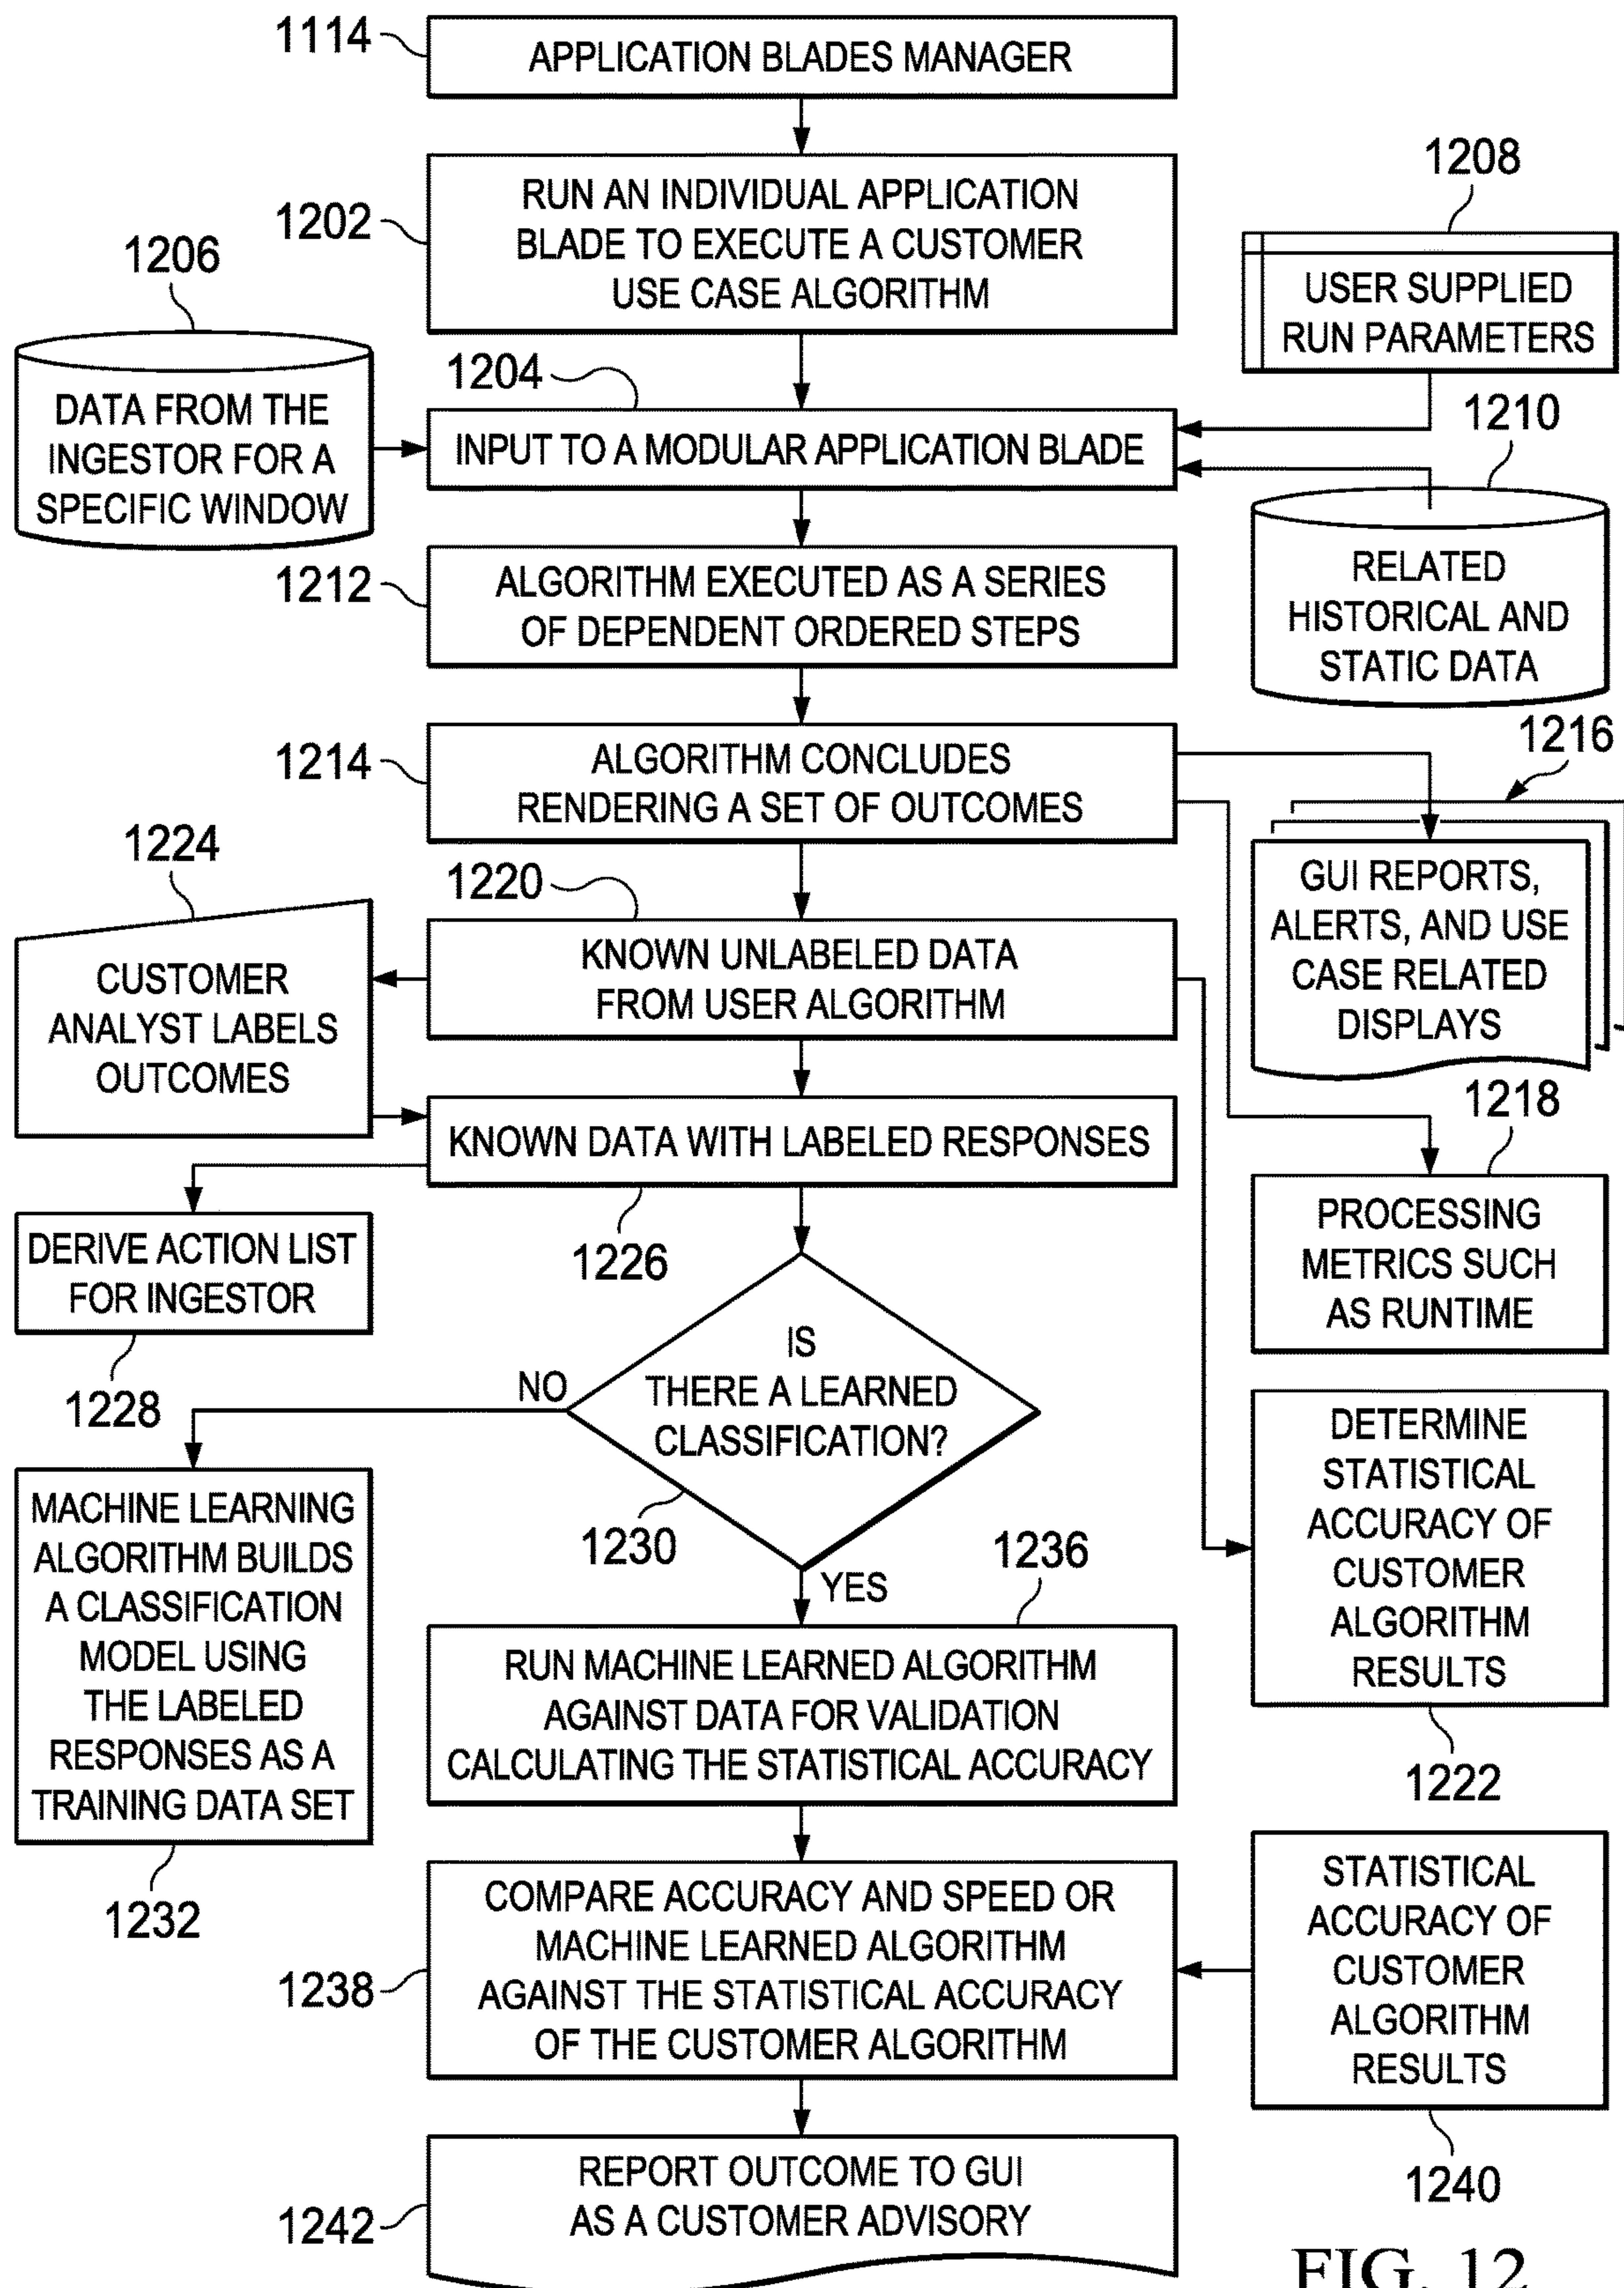 1114
APPLICATION BLADES MANAGER
1202
RUN AN INDIVIDUAL APPLICATION
BLADE TO EXECUTE A CUSTOMER
USE CASE ALGORITHM
1208
USER SUPPLIED
RUN PARAMETERS
1206
DATA FROM THE
INGESTOR FOR A
SPECIFIC WINDOW
1204
INPUT TO A MODULAR APPLICATION BLADE
1210
RELATED
HISTORICAL AND
STATIC DATA
1212
ALGORITHM EXECUTED AS A SERIES
OF DEPENDENT ORDERED STEPS
1214
ALGORITHM CONCLUDES
RENDERING A SET OF OUTCOMES
1216
GUI REPORTS,
ALERTS, AND USE
CASE RELATED
DISPLAYS
1224
CUSTOMER
ANALYST LABELS
OUTCOMES
1220
KNOWN UNLABELED DATA
FROM USER ALGORITHM
1218
PROCESSING
METRICS SUCH
AS RUNTIME
KNOWN DATA WITH LABELED RESPONSES
1226
DERIVE ACTION LIST
FOR INGESTOR
1228
IS
THERE A LEARNED
CLASSIFICATION?
NO
1230
YES
DETERMINE
STATISTICAL
ACCURACY OF
CUSTOMER
ALGORITHM
RESULTS
1222
MACHINE LEARNING
ALGORITHM BUILDS
A CLASSIFICATION
MODEL USING
THE LABELED
RESPONSES AS A
TRAINING DATA SET
1232
1236
RUN MACHINE LEARNED ALGORITHM
AGAINST DATA FOR VALIDATION
CALCULATING THE STATISTICAL ACCURACY
1238
COMPARE ACCURACY AND SPEED OR
MACHINE LEARNED ALGORITHM
AGAINST THE STATISTICAL ACCURACY
OF THE CUSTOMER ALGORITHM
STATISTICAL
ACCURACY OF
CUSTOMER
ALGORITHM
RESULTS
1240
1242
REPORT OUTCOME TO GUI
AS A CUSTOMER ADVISORY
FIG. 12